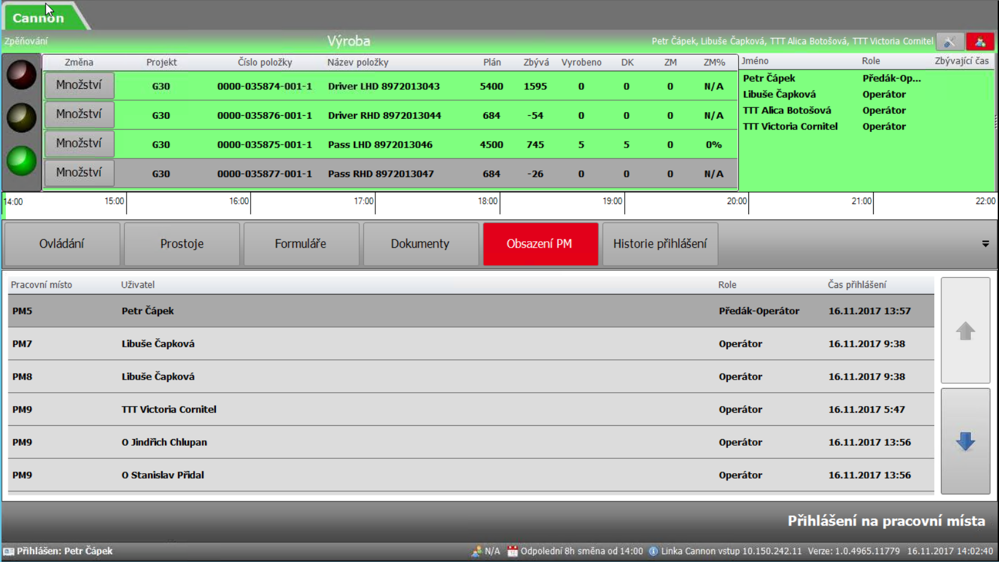 Cannon
Zpěňování Výroba Petr Čápek, Libuše Čapková, TTT Alica Botošová, TTT Victoria Cornitel
Změna Projekt Číslo položky Název položky Plán Zbývá Vyrobeno DK ZM ZM%
Množství G30 0000-035874-001-1 Driver LHD 8972013043 5400 1595 0 0 0 N/A
Množství G30 0000-035876-001-1 Driver RHD 8972013044 684 -54 0 0 0 N/A
Množství G30 0000-035875-001-1 Pass LHD 8972013046 4500 745 5 5 0 0%
Množství G30 0000-035877-001-1 Pass RHD 8972013047 684 -26 0 0 0 N/A
Jméno Role Zbývající čas
Petr Čápek Předák-Op...
Libuše Čapková Operátor
TTT Alica Botošová Operátor
TTT Victoria Cornitel Operátor
14:00 15:00 16:00 17:00 18:00 19:00 20:00 21:00 22:00
Ovládání Prostoje Formuláře Dokumenty Obsazení PM Historie přihlášení
Pracovní místo Uživatel Role Čas přihlášení
PM5 Petr Čápek Předák-Operátor 16.11.2017 13:57
PM7 Libuše Čapková Operátor 16.11.2017 9:38
PM8 Libuše Čapková Operátor 16.11.2017 9:38
PM9 TTT Victoria Cornitel Operátor 16.11.2017 5:47
PM9 O Jindřich Chlupan Operátor 16.11.2017 13:56
PM9 O Stanislav Přidal Operátor 16.11.2017 13:56
Přihlášení na pracovní místa
Přihlášen: Petr Čápek N/A Odpolední 8h směna od 14:00 Linka Cannon vstup 10.150.242.11 Verze: 1.0.4965.11779 16.11.2017 14:02:40